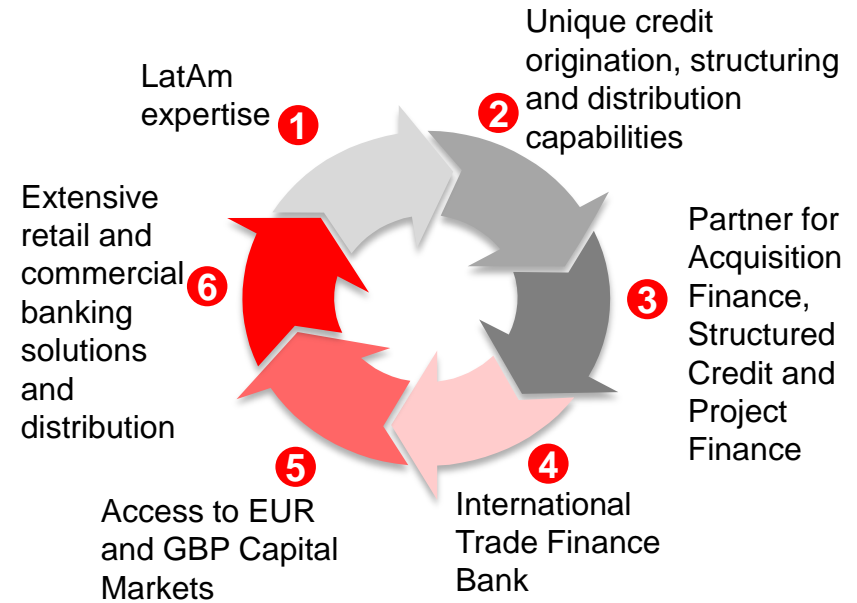 LatAm
expertise
1
Unique credit
origination, structuring
and distribution
capabilities
2
Partner for
Acquisition
Finance,
Structured
Credit and
Project
Finance
3
International
Trade Finance
Bank
4
Access to EUR
and GBP Capital
Markets
5
Extensive
retail and
commercial
banking
solutions
and
distribution
6